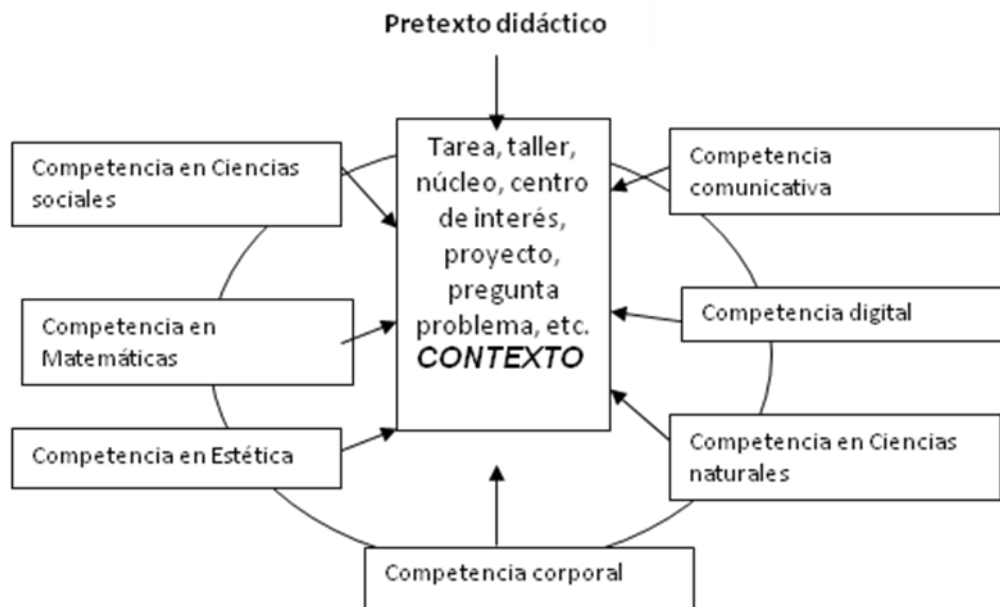 Pretexto didáctico
Tarea, taller,
núcleo, centro
de interés,
proyecto,
pregunta
problema, etc.
CONTEXTO
Competencia en Ciencias
sociales
Competencia en
Matemáticas
Competencia en Estética
Competencia corporal
Competencia
comunicativa
Competencia digital
Competencia en Ciencias
naturales